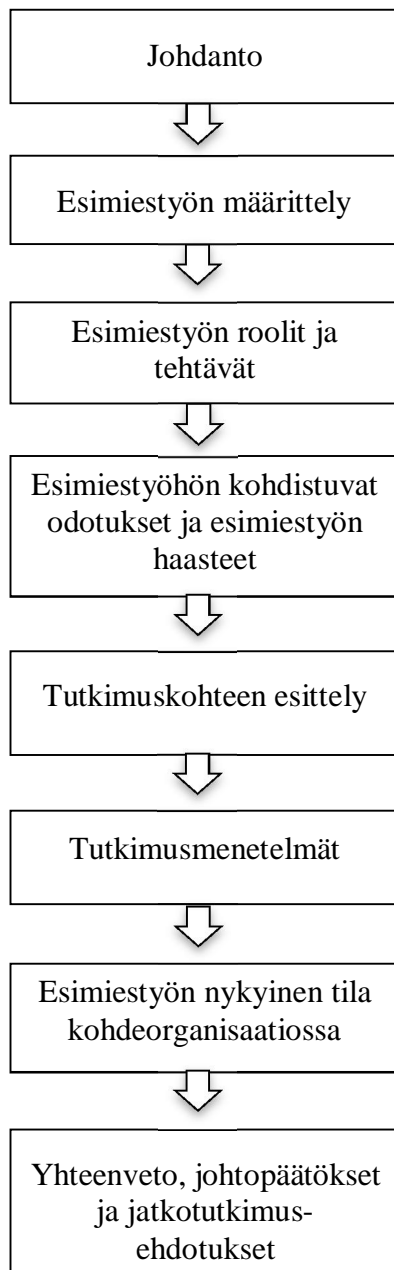 Johdanto
Esimiestyön määrittely
Esimiestyön roolit ja
tehtävät
Esimiestyöhön kohdistuvat
odotukset ja esimiestyön
haasteet
Tutkimuskohteen esittely
Tutkimusmenetelmät
Esimiestyön nykyinen tila
kohdeorganisaatiossa
Yhteenveto, johtopäätökset
ja jatkotutkimus-
ehdotukset